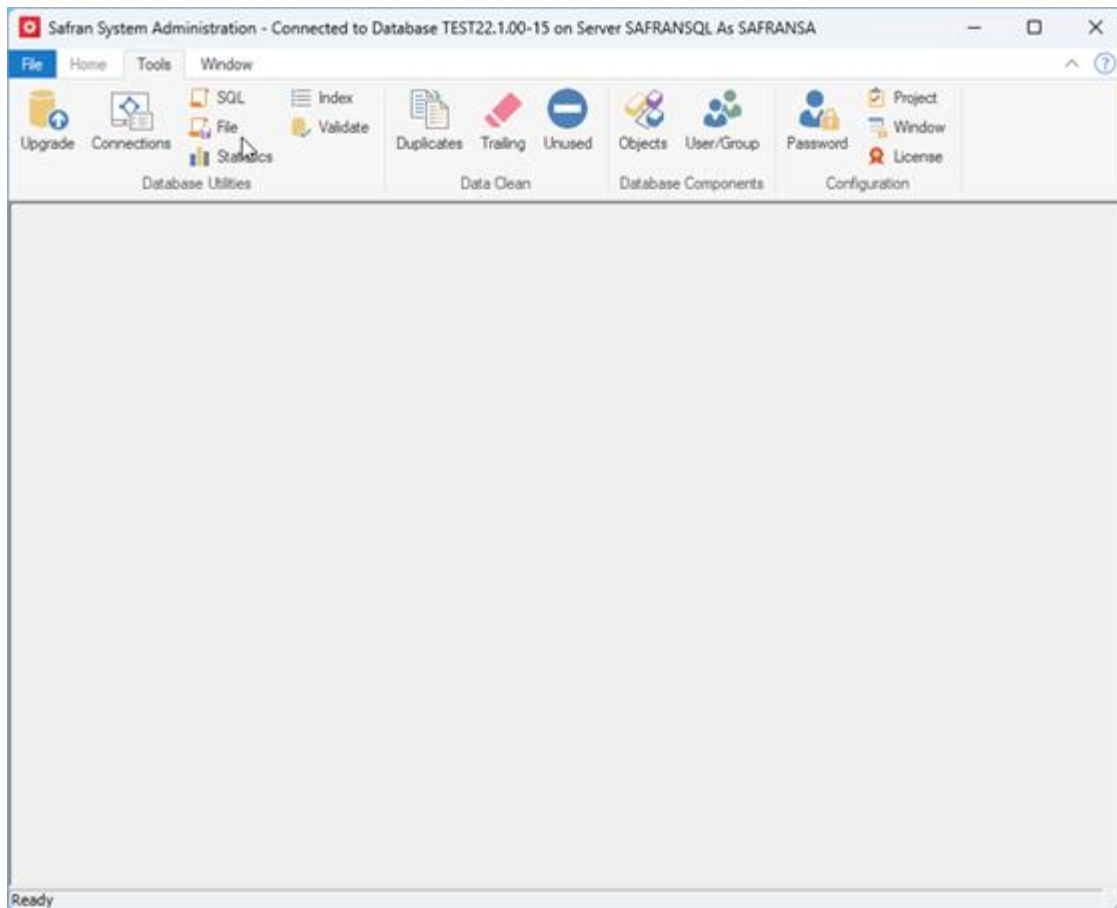 Safran System Administration - Connected to Database TEST22.1.00-15 on Server SAFRANSQL As SAFRANSA
File Home Tools Window
SQL Index Project
File Validate Window
Upgrade Connections Statistics Duplicates Trailing Unused Objects User/Group Password License
Database Utilities Data Clean Database Components Configuration
Ready